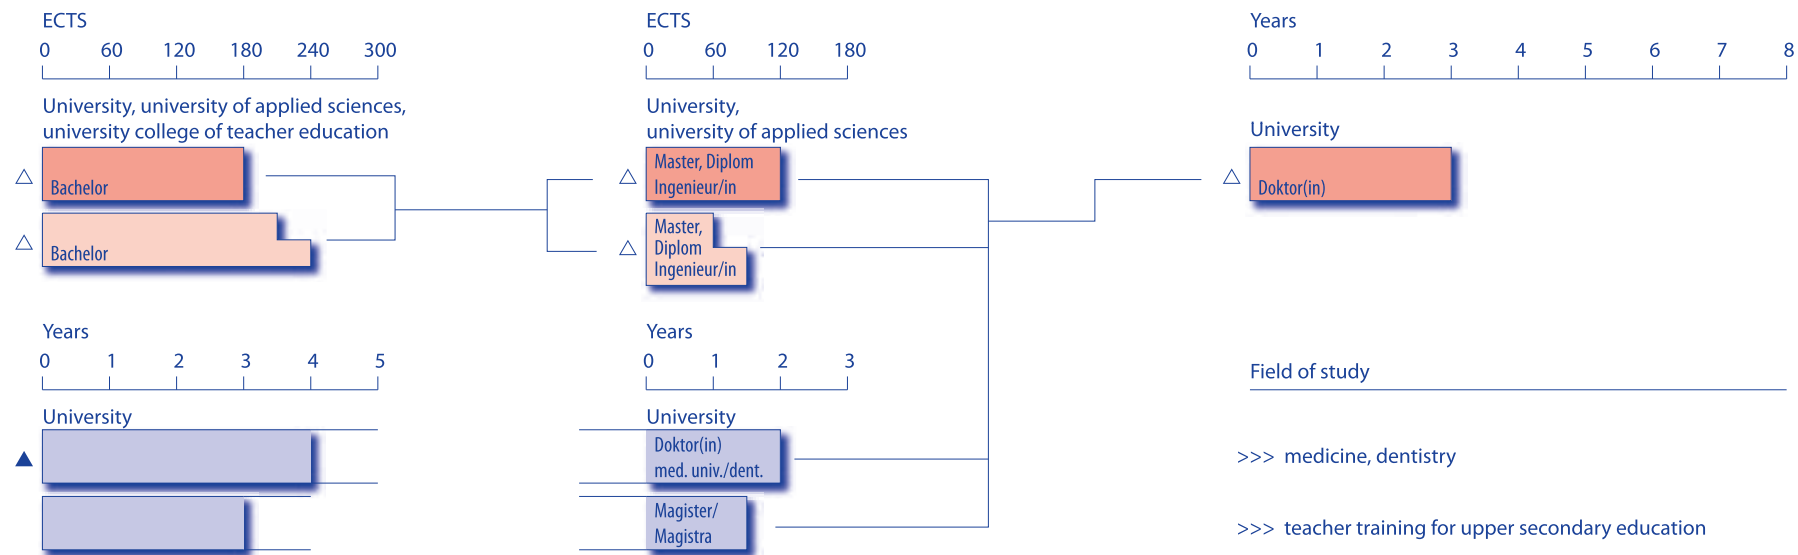 ECTS
0 60 120 180 240 300
University, university of applied sciences,
university college of teacher education
Bachelor
Bachelor
ECTS
0 60 120 180
University,
university of applied sciences
Master, Diplom
Ingenieur/in
Master,
Diplom
Ingenieur/in
Years
0 1 2 3 4 5 6 7 8
University
Doktor(in)
Years
0 1 2 3 4 5
University
Years
0 1 2 3
University
Doktor(in)
med. univ./dent.
Magister/
Magistra
Field of study
>>> medicine, dentistry
>>> teacher training for upper secondary education